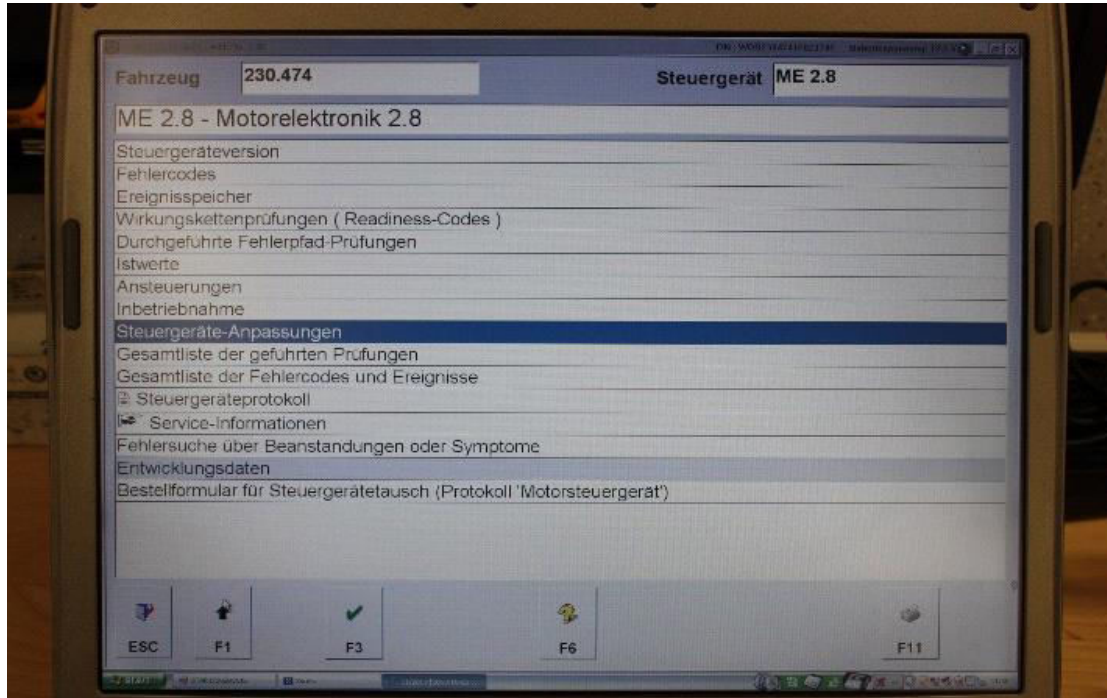 Fahrzeug 230.474 Steuergerät ME 2.8
ME 2.8 - Motorelektronik 2.8
Steuergeräteversion
Fehlercodes
Ereignisspeicher
Wirkungskettenprüfungen ( Readiness-Codes )
Durchgeführte Fehlerpfad-Prüfungen
Istwerte
Ansteuerungen
Inbetriebnahme
Steuergeräte-Anpassungen
Gesamtliste der geführten Prüfungen
Gesamtliste der Fehlercodes und Ereignisse
Steuergeräteprotokoll
Service-Informationen
Fehlersuche über Beanstandungen oder Symptome
Entwicklungsdaten
Bestellformular für Steuergerätetausch (Protokoll 'Motorsteuergerät')
ESC F1 F3 F6 F11
Start